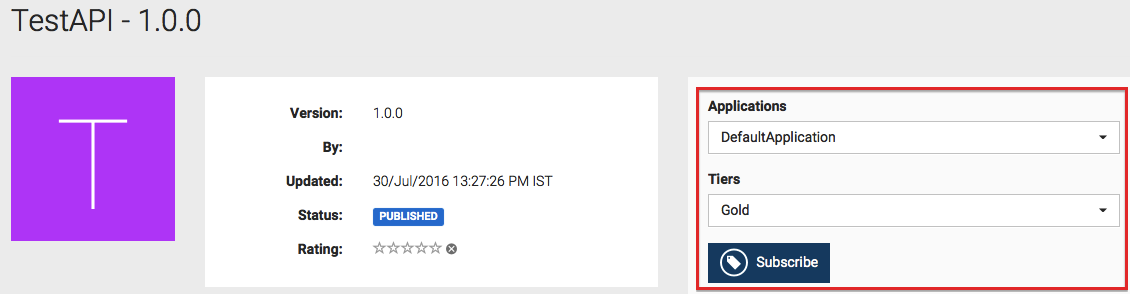 TestAPI - 1.0.0
T
Version: 1.0.0
By:
Updated: 30/Jul/2016 13:27:26 PM IST
Status: PUBLISHED
Rating:
Applications
DefaultApplication
Tiers
Gold
Subscribe